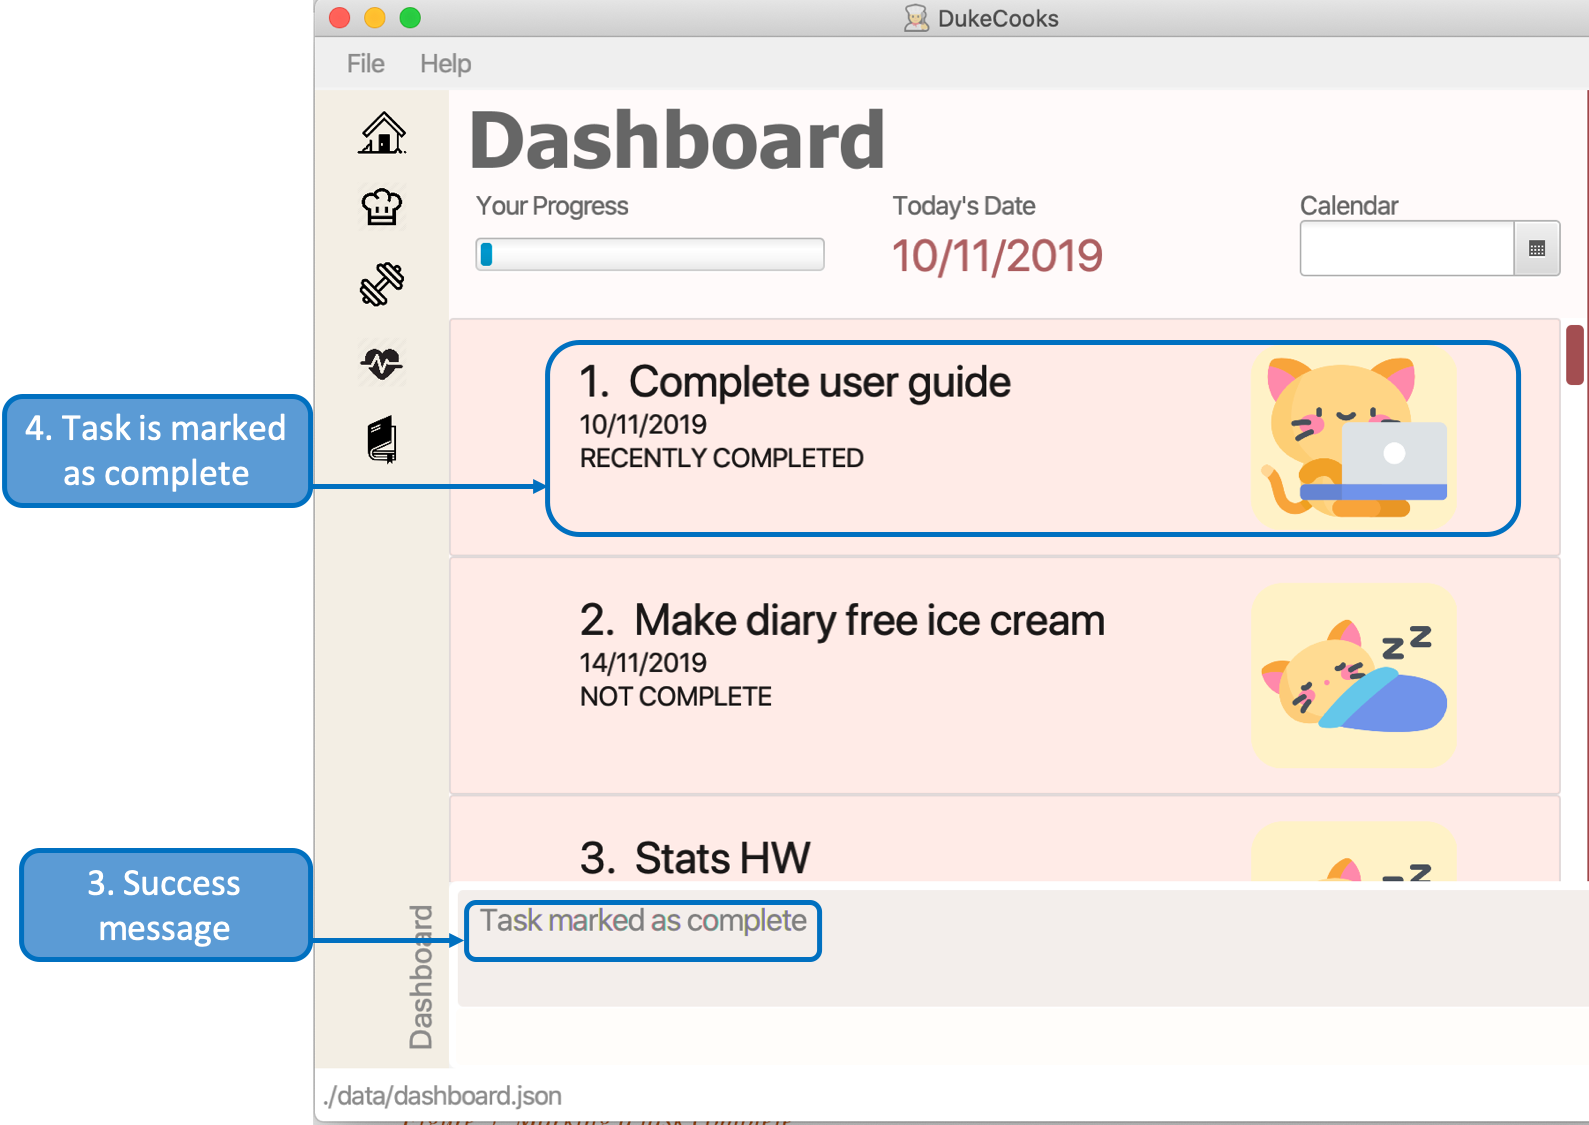 DukeCooks
File Help
Dashboard
Your Progress
Today's Date
Calendar
10/11/2019
1. Complete user guide
10/11/2019
RECENTLY COMPLETED
4. Task is marked
as complete
2. Make diary free ice cream
14/11/2019
NOT COMPLETE
z z
3. Stats HW
z
3. Success
message
Task marked as complete
Dashboard
./data/dashboard.json